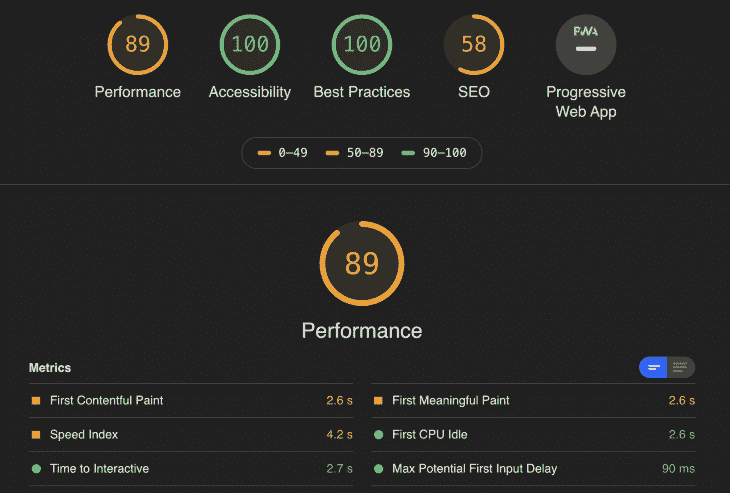 89
100
100
58
PWA
Performance
Accessibility
Best Practices
SEO
Progressive
Web App
0–49
50–89
90–100
89
Performance
Metrics
First Contentful Paint 2.6 s
First Meaningful Paint 2.6 s
Speed Index 4.2 s
First CPU Idle 2.6 s
Time to Interactive 2.7 s
Max Potential First Input Delay 90 ms